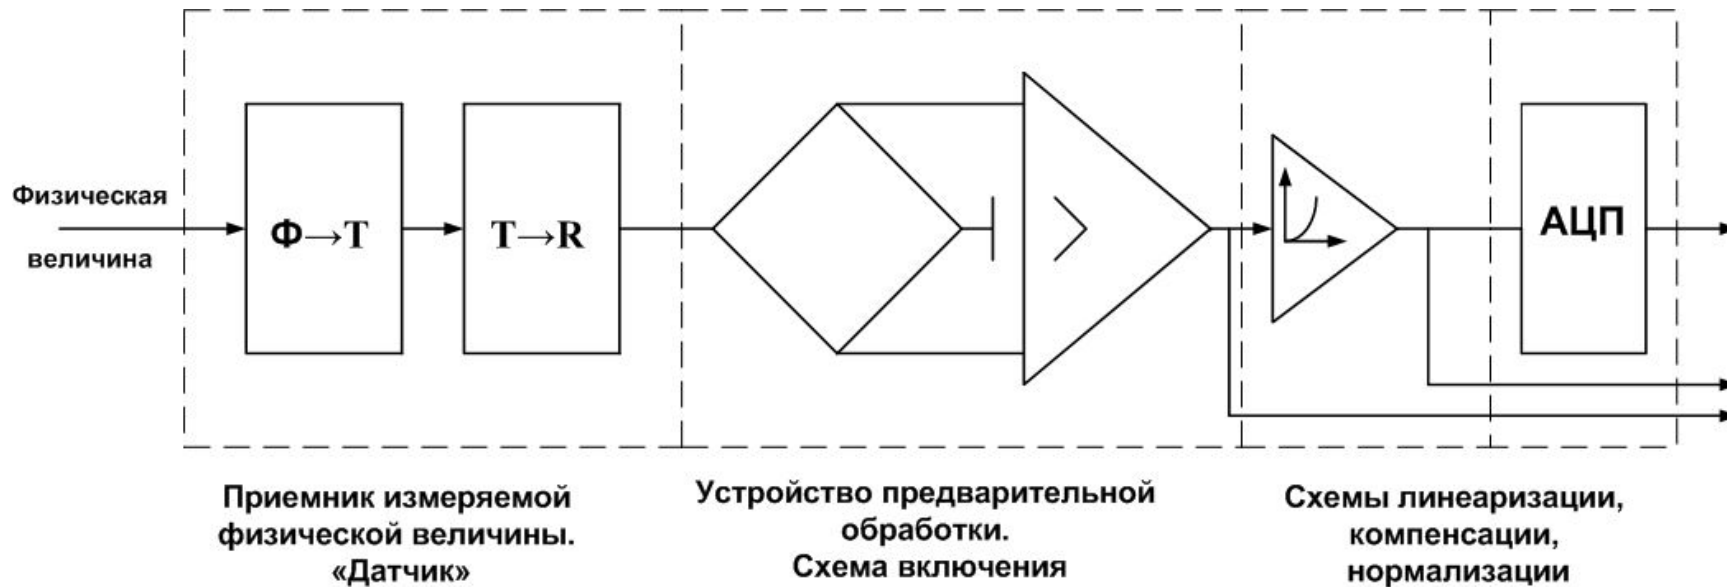 Физическая
величина
Ф→T
T→R
АЦП
Приемник измеряемой
физической величины.
«Датчик»
Устройство предварительной
обработки.
Схема включения
Схемы линеаризации,
компенсации,
нормализации